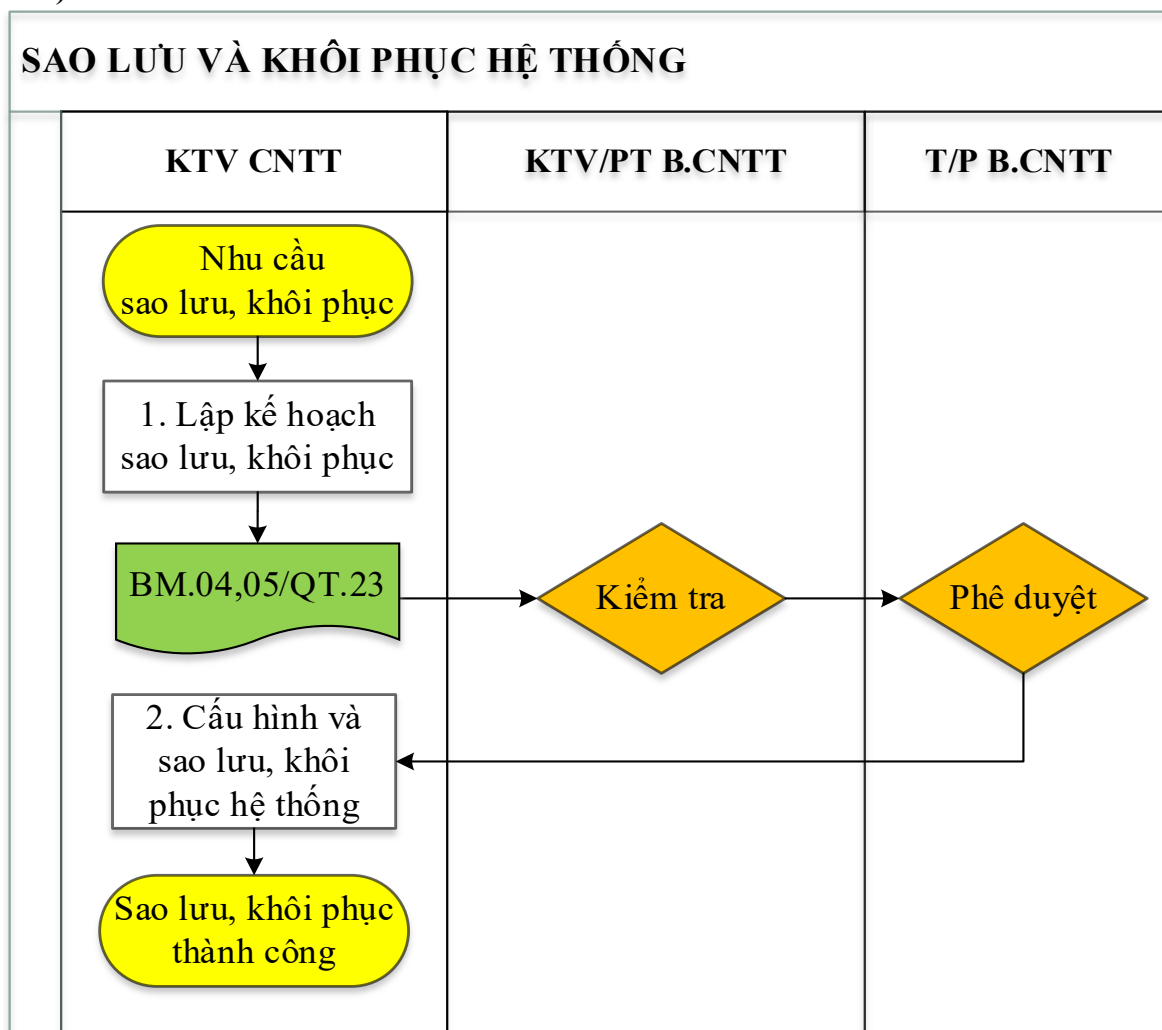 SAO LƯU VÀ KHÔI PHỤC HỆ THỐNG
KTV CNTT
KTV/PT B.CNTT
T/P B.CNTT
Nhu cầu
sao lưu, khôi phục
1. Lập kế hoạch
sao lưu, khôi phục
BM.04,05/QT.23
Kiểm tra
Phê duyệt
2. Cấu hình và
sao lưu, khôi
phục hệ thống
Sao lưu, khôi phục
thành công